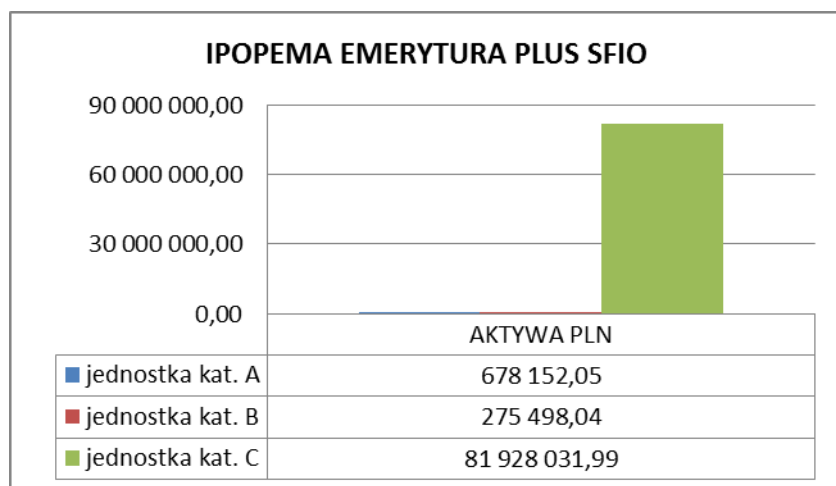 IPOPEMA EMERYTURA PLUS SFIO
90 000 000,00
60 000 000,00
30 000 000,00
0,00
AKTYWA PLN
jednostka kat. A 678 152,05
jednostka kat. B 275 498,04
jednostka kat. C 81 928 031,99